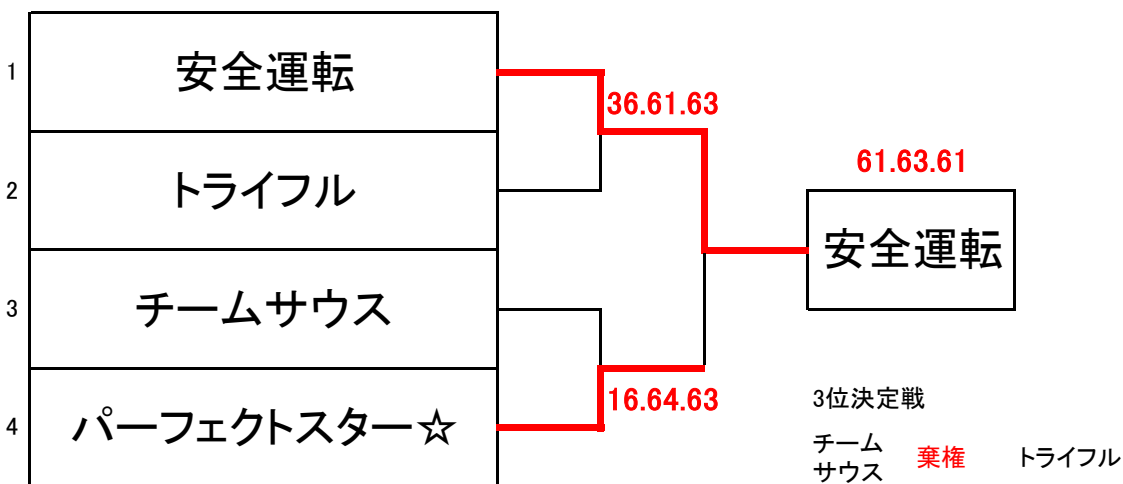 1 安全運転
36.61.63
61.63.61
2 トライフル
安全運転
3 チームサウス
16.64.63
3位決定戦
4 パーフェクトスター☆
チーム
サウス 棄権 トライフル